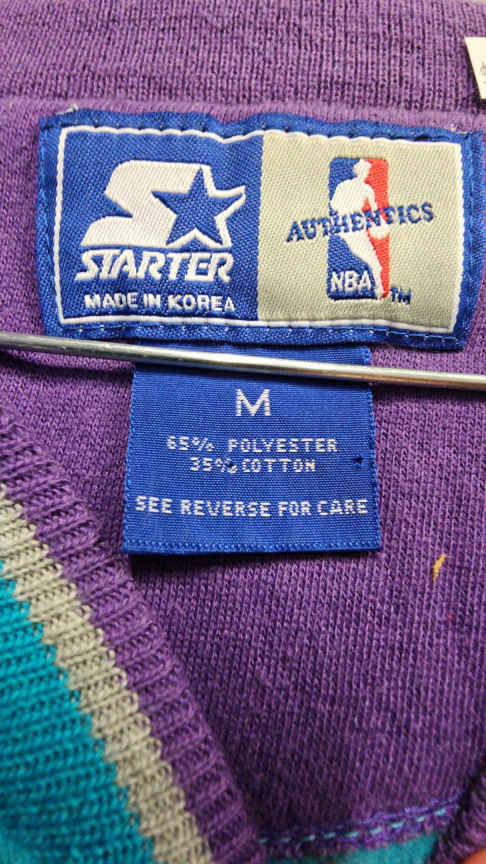 STARTER
MADE IN KOREA
AUTHENTICS
NBA
TM
M
65% POLYESTER
35% COTTON
SEE REVERSE FOR CARE